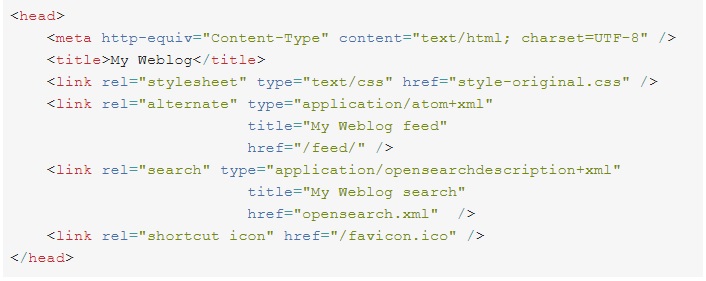 <head>
    <meta http-equiv="Content-Type" content="text/html; charset=UTF-8" />
    <title>My Weblog</title>
    <link rel="stylesheet" type="text/css" href="style-original.css" />
    <link rel="alternate" type="application/atom+xml"
                          title="My Weblog feed"
                          href="/feed/" />
    <link rel="search" type="application/opensearchdescription+xml"
                          title="My Weblog search"
                          href="opensearch.xml"  />
    <link rel="shortcut icon" href="/favicon.ico" />
</head>